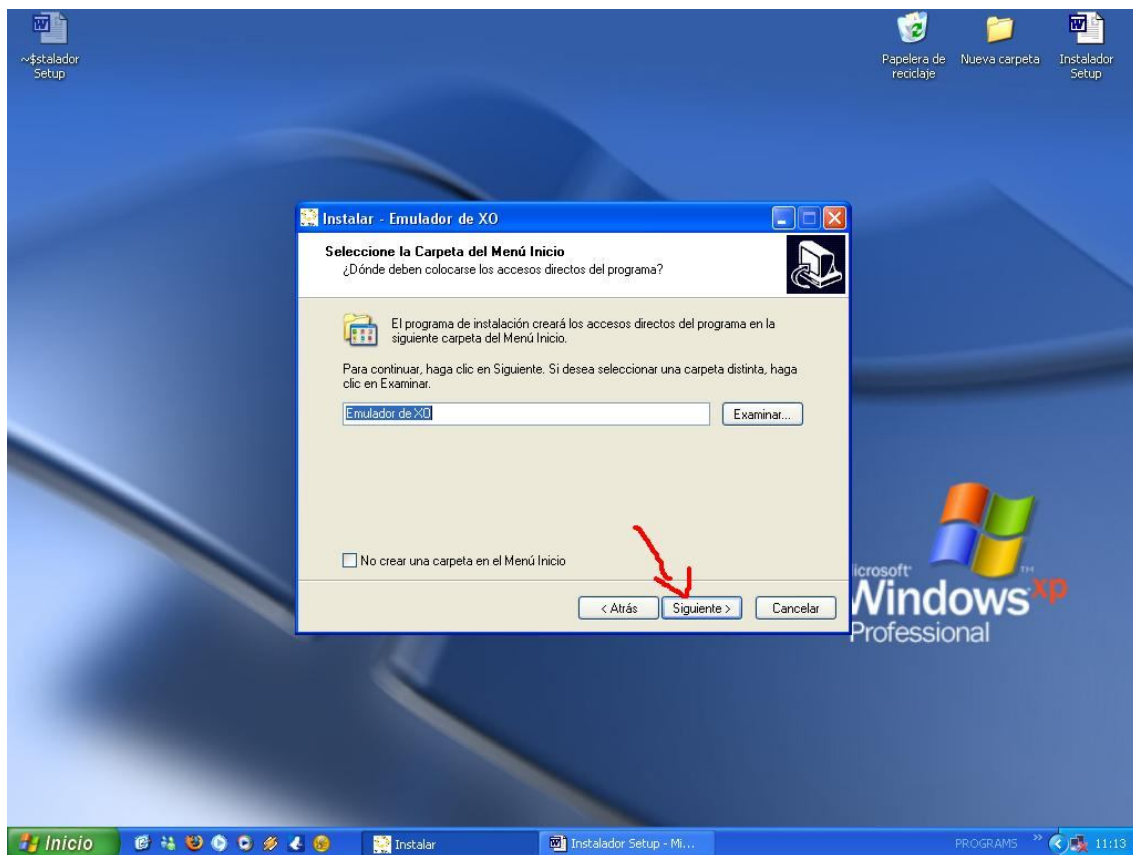 ~$stalador
Setup
Papelera de
reciclaje
Nueva carpeta
Instalador
Setup
Instalar - Emulador de XO
Seleccione la Carpeta del Menú Inicio
¿Dónde deben colocarse los accesos directos del programa?
El programa de instalación creará los accesos directos del programa en la
siguiente carpeta del Menú Inicio.
Para continuar, haga clic en Siguiente. Si desea seleccionar una carpeta distinta, haga
clic en Examinar.
Emulador de XO
Examinar...
No crear una carpeta en el Menú Inicio
< Atrás
Siguiente >
Cancelar
icrosoft
Windows xp
TM
Professional
Inicio
Instalar
Instalador Setup - Mi...
PROGRAMS
»
11:13